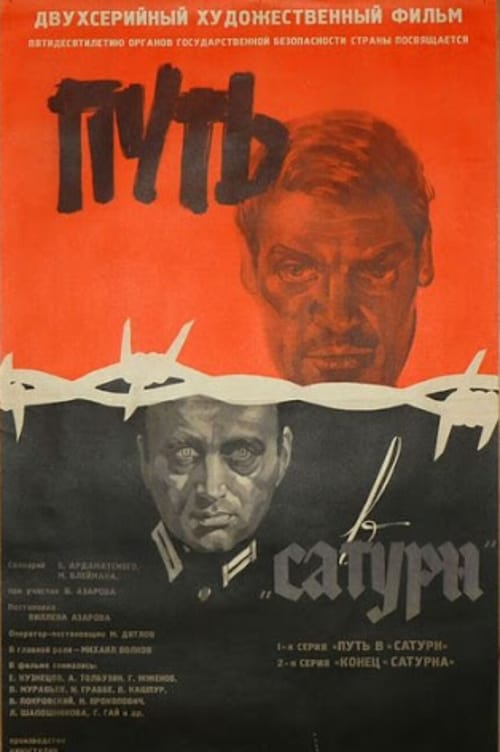 ДВУХСЕРИЙНЫЙ ХУДОЖЕСТВЕННЫЙ ФИЛЬМ
ПЯТИДЕСЯТИЛЕТИЮ ОРГАНОВ ГОСУДАРСТВЕННОЙ БЕЗОПАСНОСТИ СТРАНЫ ПОСВЯЩАЕТСЯ
ПУТЬ
в
„САТУРН"
Сценарий В. АРДАМАТСКОГО,
М. БЛЕЙМАНА,
при участии В. АЗАРОВА
Постановка
ВИЛЛЕНА АЗАРОВА
Оператор-постановщик М. ДЯТЛОВ
В главной роли – МИХАИЛ ВОЛКОВ
В фильме снимались:
Е. КУЗНЕЦОВ, А. ТОЛБУЗИН, Г. ЖЖЕНОВ,
В. МУРАВЬЕВ, Н. ГРАББЕ, Л. КАШПУР,
В. ПОКРОВСКИЙ, Н. ПРОКОПОВИЧ,
Л. ШАПОШНИКОВА, Г. ГАЙ и др.
1-я СЕРИЯ «ПУТЬ В «САТУРН»
2-я СЕРИЯ «КОНЕЦ «САТУРНА»
производство